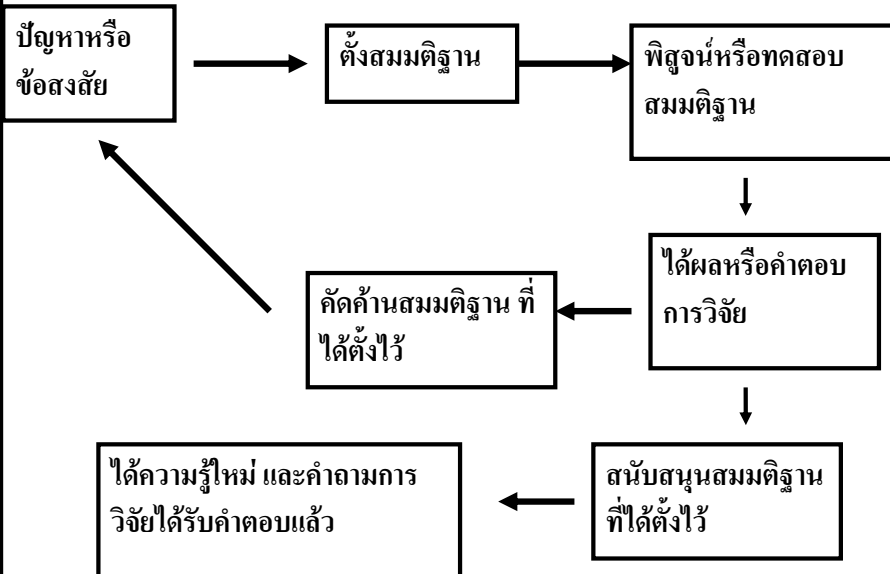 ปัญหาหรือ
ข้อสงสัย
ตั้งสมมติฐาน
พิสูจน์หรือทดสอบ
สมมติฐาน
ได้ผลหรือคำตอบ
การวิจัย
คัดค้านสมมติฐาน ที่
ได้ตั้งไว้
สนับสนุนสมมติฐาน
ที่ได้ตั้งไว้
ได้ความรู้ใหม่ และคำถามการ
วิจัยได้รับคำตอบแล้ว